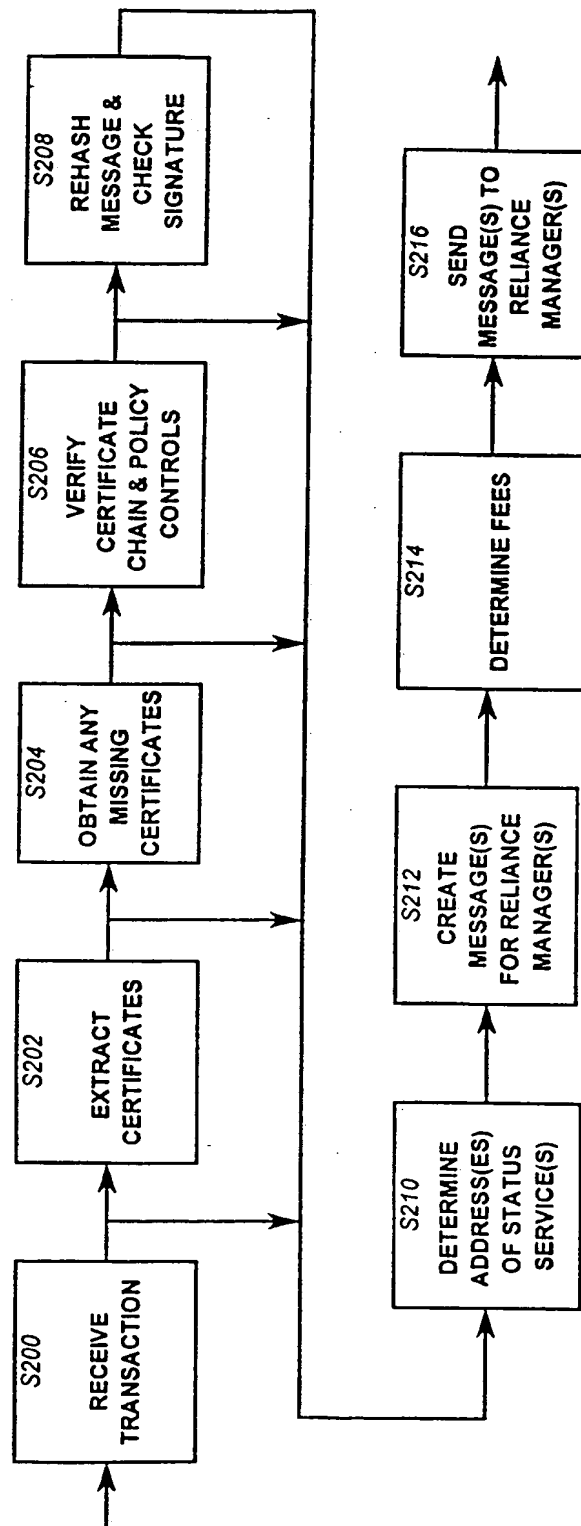 S200
RECEIVE
TRANSACTION
S202
EXTRACT
CERTIFICATES
S204
OBTAIN ANY
MISSING
CERTIFICATES
S206
VERIFY
CERTIFICATE
CHAIN & POLICY
CONTROLS
S208
REHASH
MESSAGE &
CHECK
SIGNATURE
S210
DETERMINE
ADDRESS(ES)
OF STATUS
SERVICE(S)
S212
CREATE
MESSAGE(S)
FOR RELIANCE
MANAGER(S)
S214
DETERMINE FEES
S216
SEND
MESSAGE(S) TO
RELIANCE
MANAGER(S)